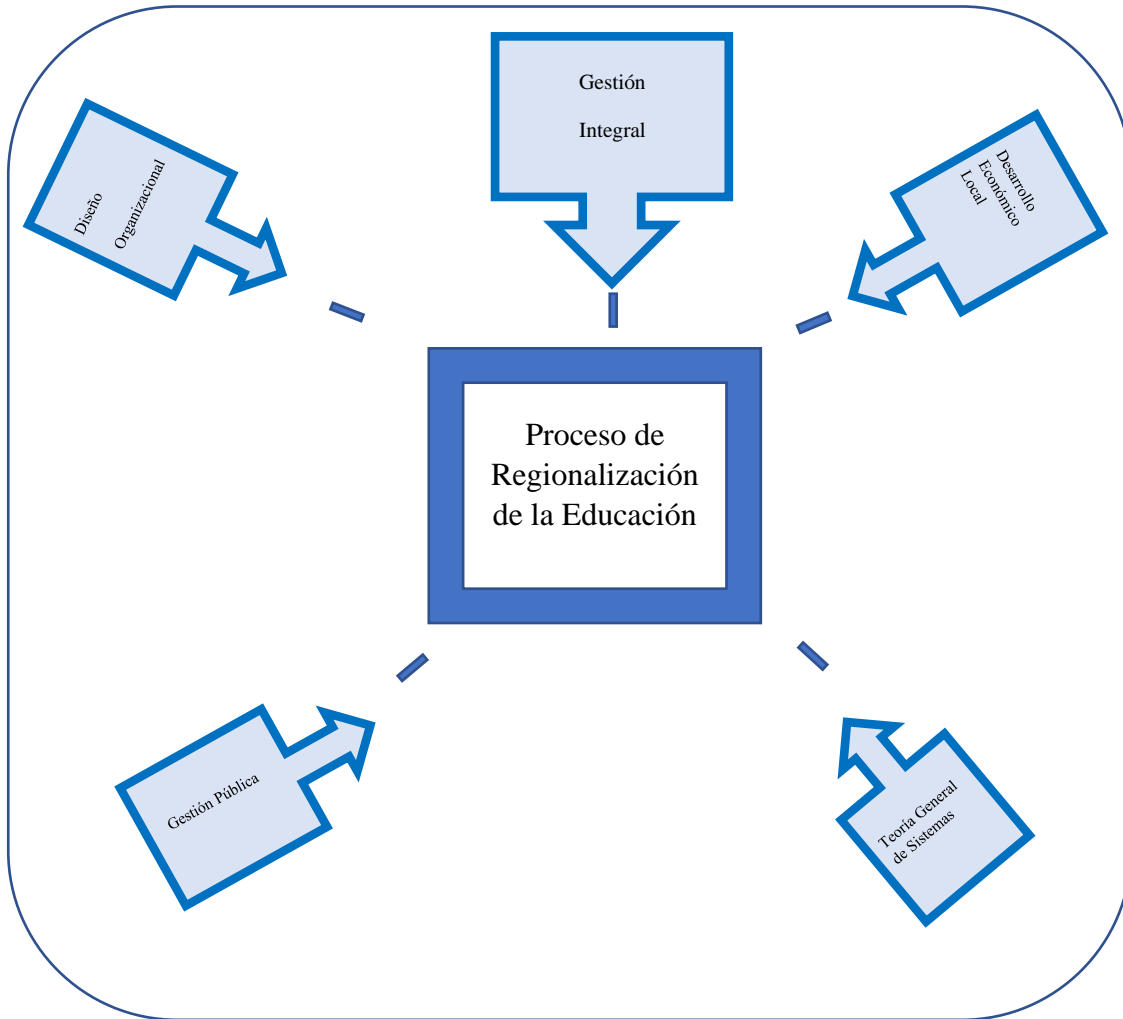 Gestión
Integral
Diseño
Organizacional
Desarrollo
Económico
Local
Proceso de
Regionalización
de la Educación
Gestión Pública
Teoría General
de Sistemas